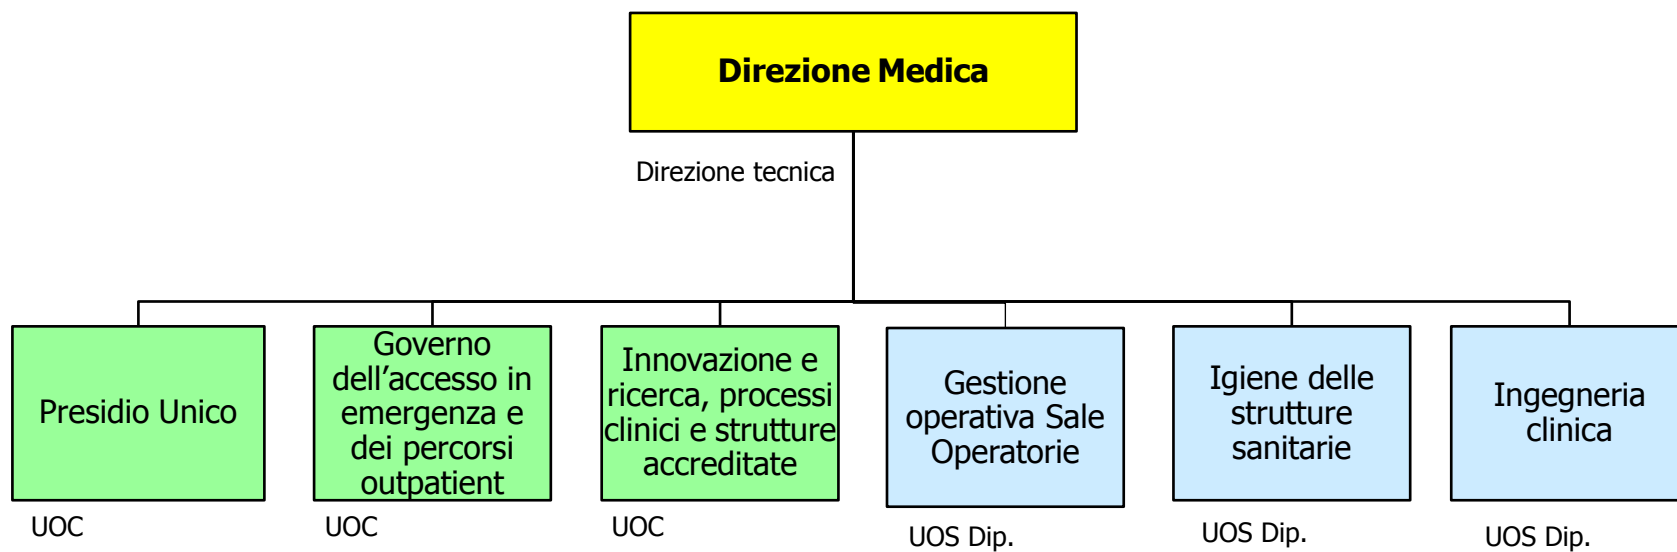 Direzione Medica
Direzione tecnica
Presidio Unico
UOC
Governo
dell’accesso in
emergenza e
dei percorsi
outpatient
UOC
Innovazione e
ricerca, processi
clinici e strutture
accreditate
UOC
Gestione
operativa Sale
Operatorie
UOS Dip.
Igiene delle
strutture
sanitarie
UOS Dip.
Ingegneria
clinica
UOS Dip.